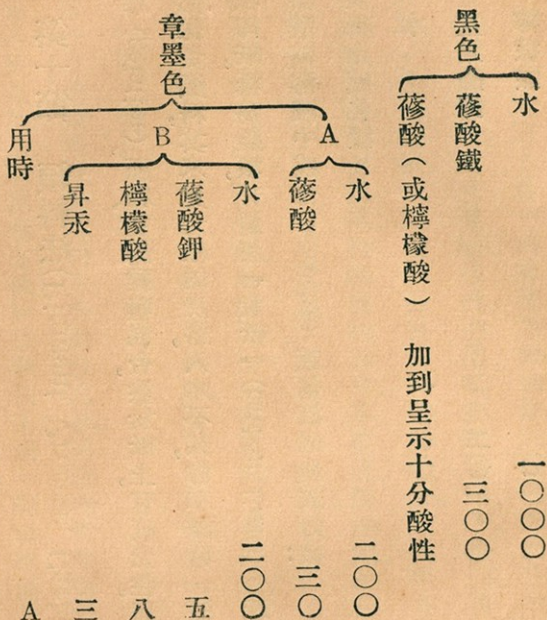 黑色
水 一〇〇〇
蓚酸鐵 三〇〇
蓚酸（或檸檬酸） 加到呈示十分酸性
章墨色
A
水 二〇〇
蓚酸 三〇
B
水 二〇〇
蓚酸鉀 五
檸檬酸 八
昇汞 三
用時 A